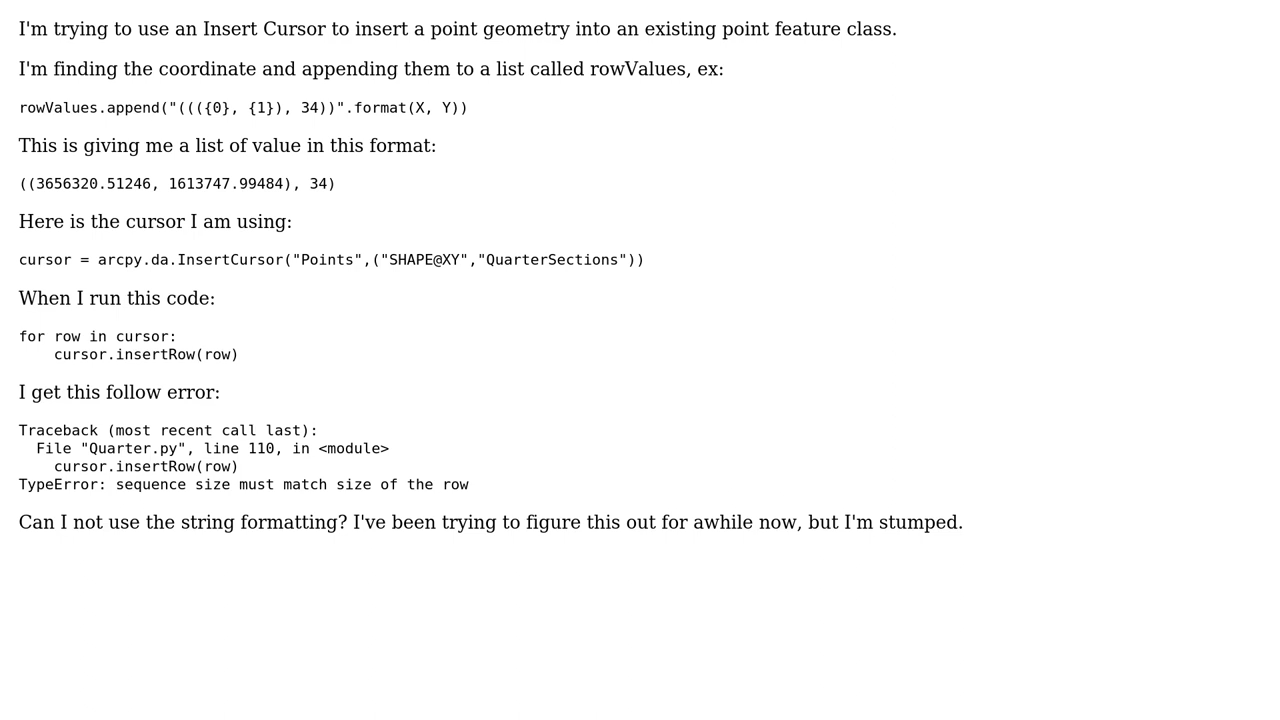 I'm trying to use an Insert Cursor to insert a point geometry into an existing point feature class.
I'm finding the coordinate and appending them to a list called rowValues, ex:
rowValues.append("((({0}, {1}), 34))".format(X, Y))
This is giving me a list of value in this format:
((3656320.51246, 1613747.99484), 34)
Here is the cursor I am using:
cursor = arcpy.da.InsertCursor("Points",("SHAPE@XY","QuarterSections"))
When I run this code:
for row in cursor:
    cursor.insertRow(row)
I get this follow error:
Traceback (most recent call last):
  File "Quarter.py", line 110, in <module>
    cursor.insertRow(row)
TypeError: sequence size must match size of the row
Can I not use the string formatting? I've been trying to figure this out for awhile now, but I'm stumped.